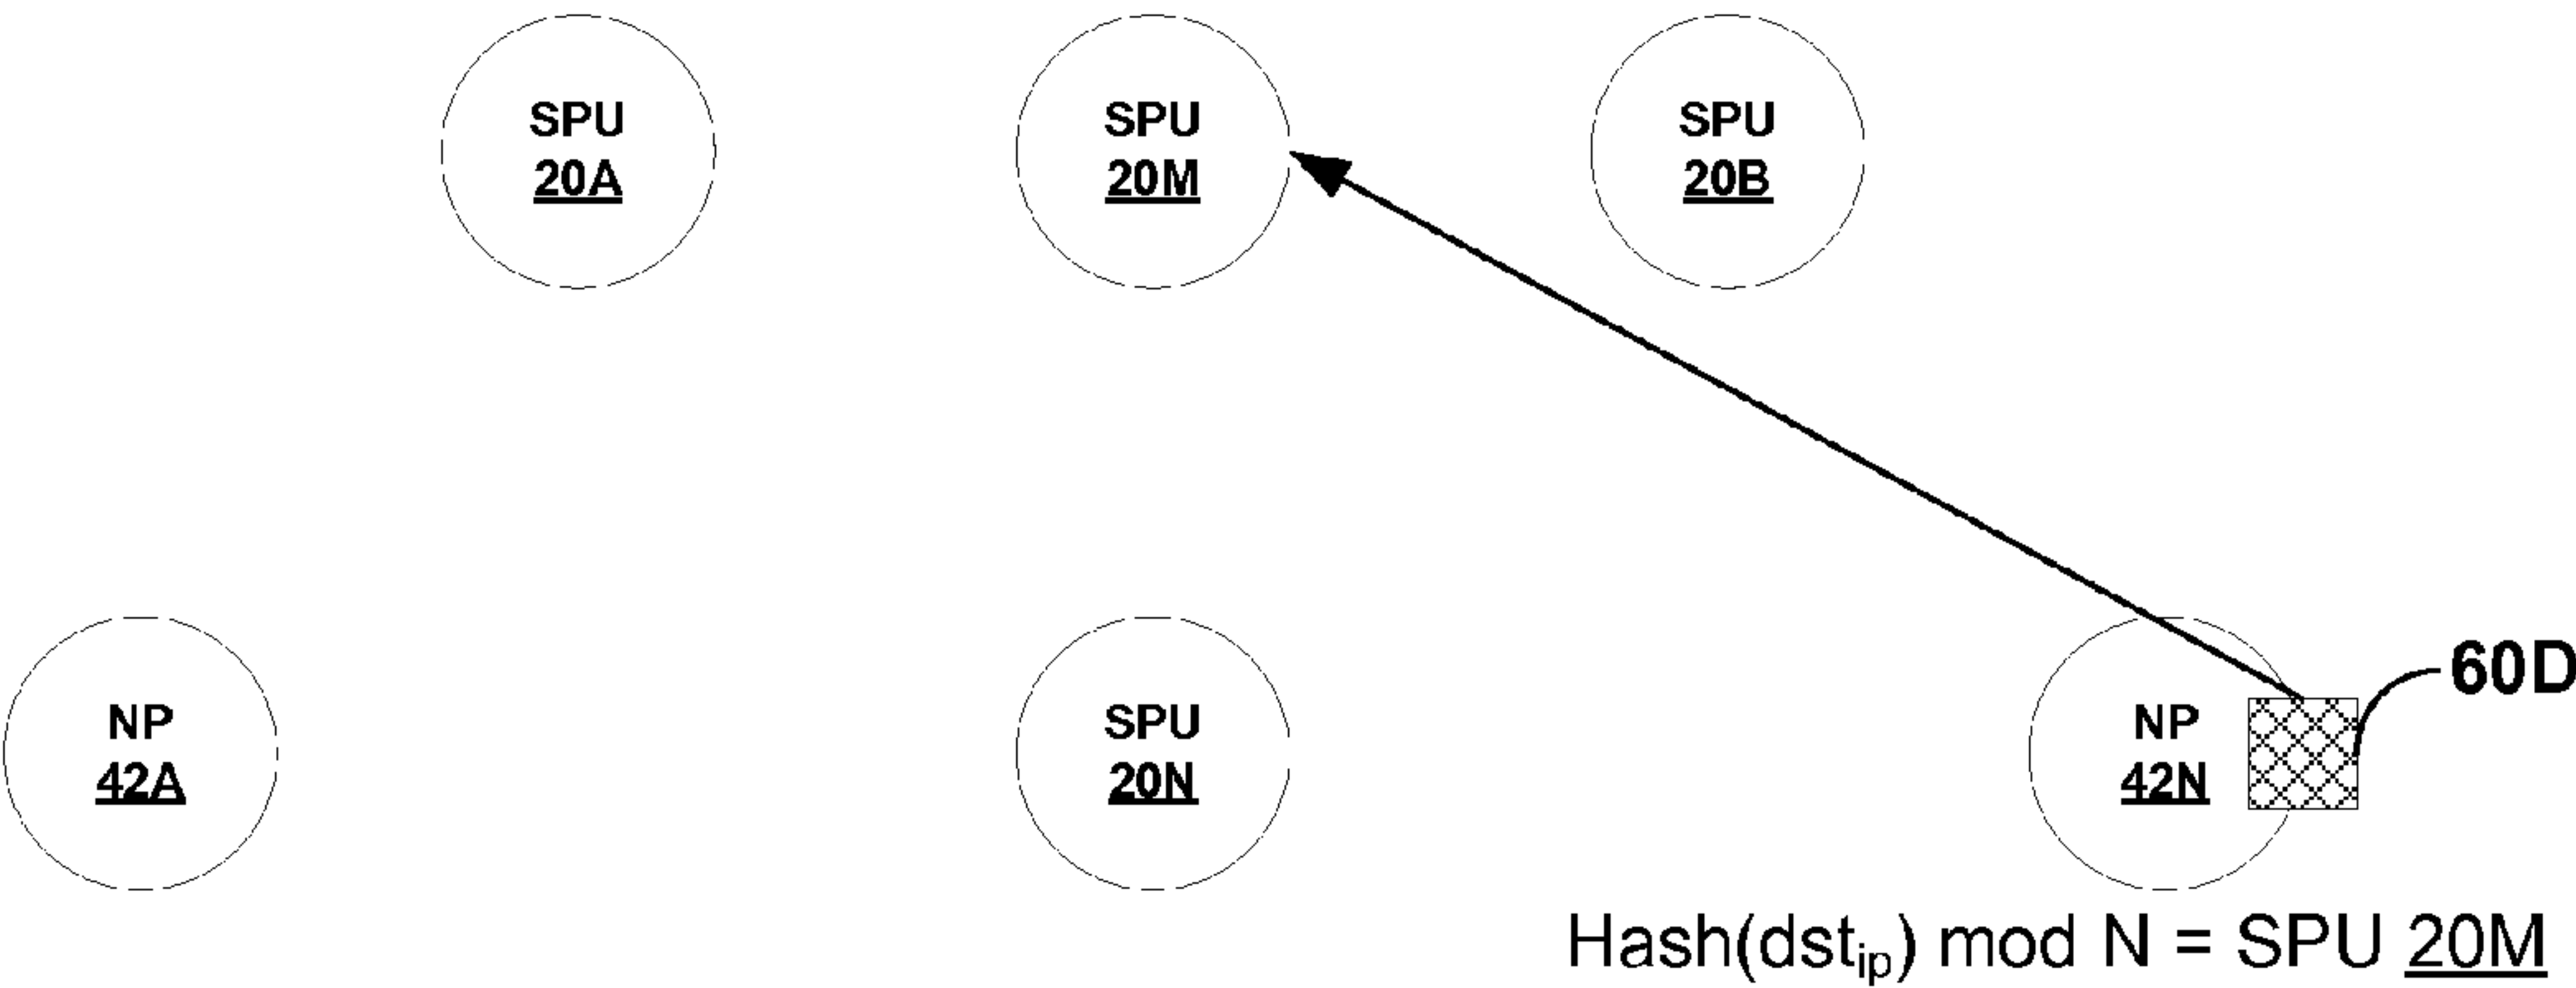 SPU
20A
SPU
20M
SPU
20B
NP
42A
SPU
20N
NP
42N
60D
Hash(dstip) mod N = SPU 20M